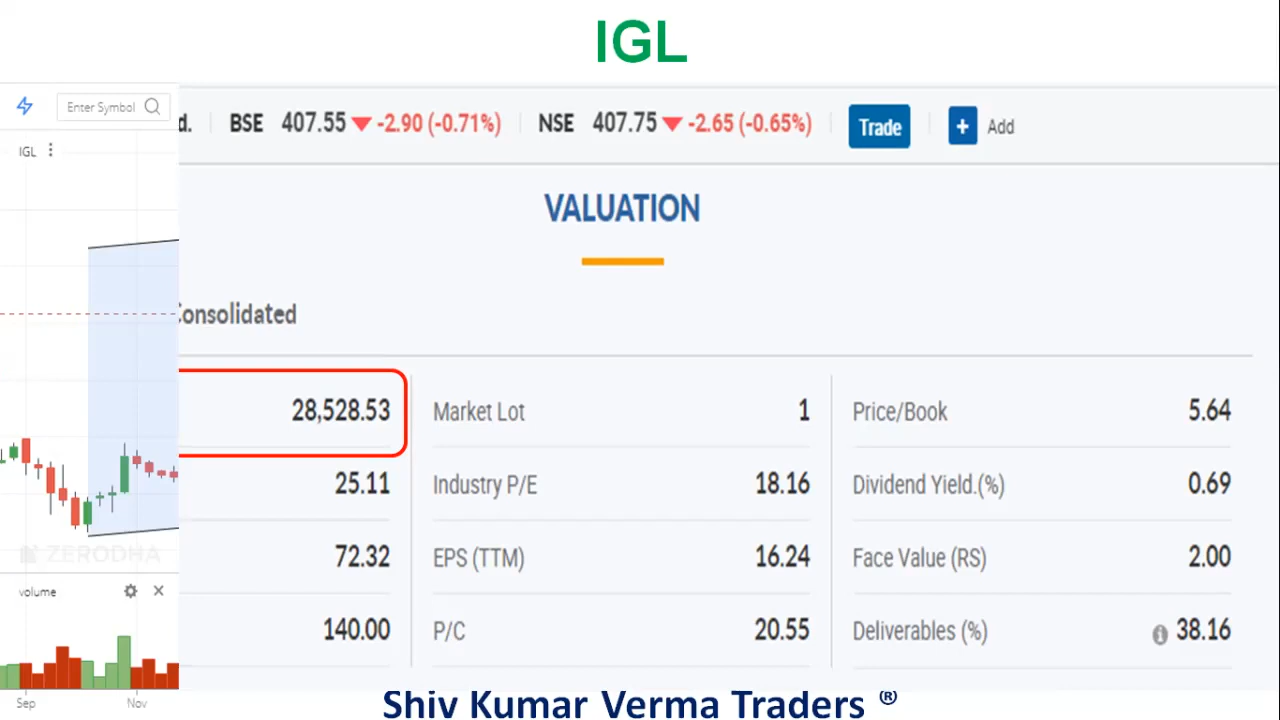 IGL
Enter Symbol
d. BSE 407.55 -2.90 (-0.71%) NSE 407.75 -2.65 (-0.65%) Trade + Add
IGL
VALUATION
Consolidated
28,528.53 Market Lot 1 Price/Book 5.64
25.11 Industry P/E 18.16 Dividend Yield.(%) 0.69
72.32 EPS (TTM) 16.24 Face Value (RS) 2.00
140.00 P/C 20.55 Deliverables (%) 38.16
ZERODHA
volume
Sep Nov
Shiv Kumar Verma Traders ®